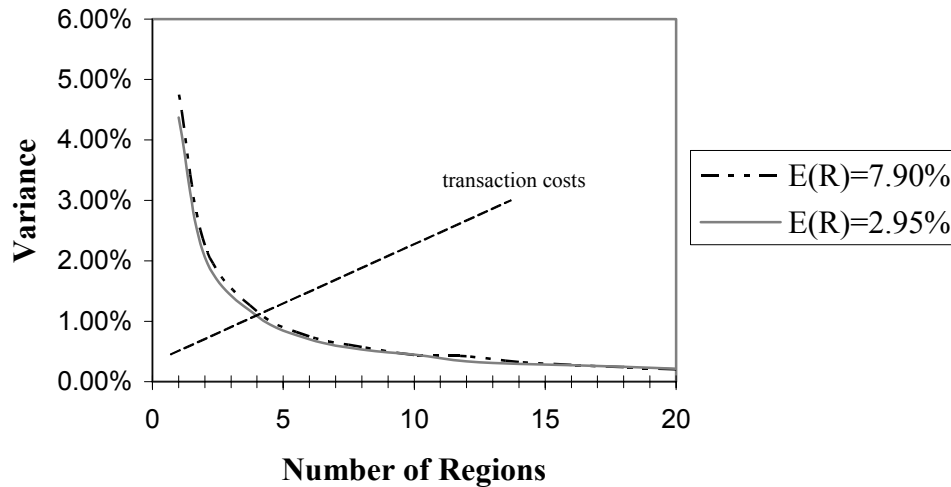 6.00%
5.00%
4.00%
3.00%
2.00%
1.00%
0.00%
Variance
transaction costs
E(R)=7.90%
E(R)=2.95%
0 5 10 15 20
Number of Regions